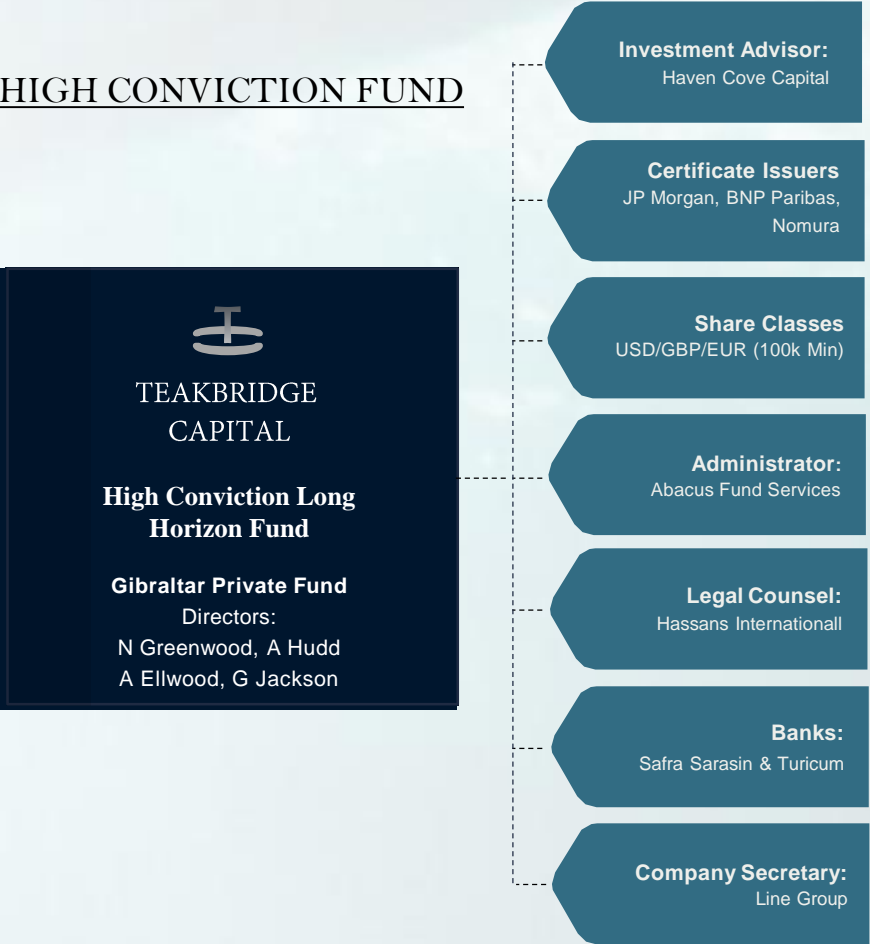 HIGH CONVICTION FUND
TEAKBRIDGE
CAPITAL
High Conviction Long
Horizon Fund
Gibraltar Private Fund
Directors:
N Greenwood, A Hudd
A Ellwood, G Jackson
Investment Advisor:
Haven Cove Capital
Certificate Issuers
JP Morgan, BNP Paribas,
Nomura
Share Classes
USD/GBP/EUR (100k Min)
Administrator:
Abacus Fund Services
Legal Counsel:
Hassans Internationall
Banks:
Safra Sarasin & Turicum
Company Secretary:
Line Group